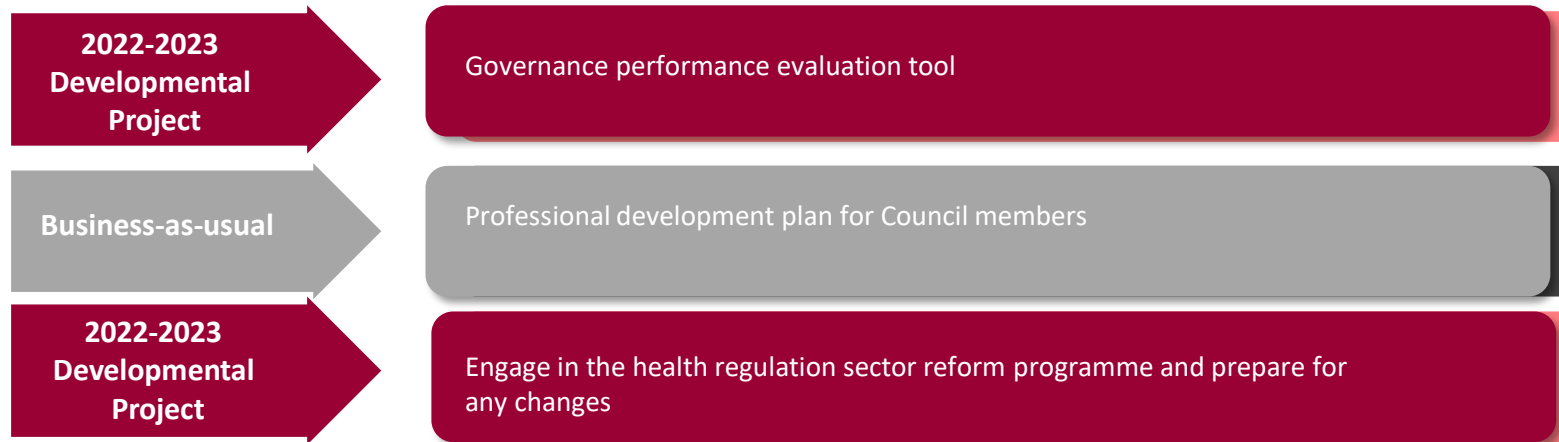 2022-2023
Developmental
Project
Governance performance evaluation tool
Business-as-usual
Professional development plan for Council members
2022-2023
Developmental
Project
Engage in the health regulation sector reform programme and prepare for
any changes